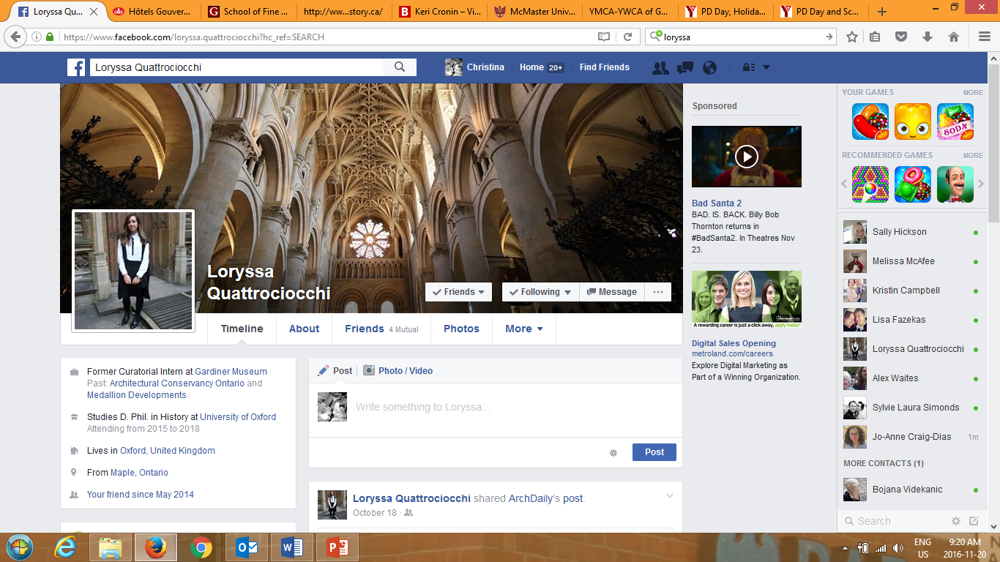 Loryssa Qu...
Hôtels Gouver...
School of Fine ...
http://ww...story.ca/
Keri Cronin – Vi...
McMaster Univ...
YMCA-YWCA of G...
PD Day, Holida...
PD Day and Sc...
https://www.facebook.com/loryssa.quattrociocchi?hc_ref=SEARCH
loryssa
Loryssa Quattrociocchi
Christina
Home 20+
Find Friends
Loryssa
Quattrociocchi
Friends
Following
Message
Timeline
About
Friends 4 Mutual
Photos
More
Former Curatorial Intern at Gardiner Museum
Past: Architectural Conservancy Ontario and
Medallion Developments
Studies D. Phil. in History at University of Oxford
Attending from 2015 to 2018
Lives in Oxford, United Kingdom
From Maple, Ontario
Your friend since May 2014
Post
Photo / Video
Write something to Loryssa...
Post
Loryssa Quattrociocchi shared ArchDaily's post.
October 18 ·
Sponsored
Bad Santa 2
BAD. IS. BACK. Billy Bob
Thornton returns in
#BadSanta2. In Theatres Nov
23.
A rewarding career is just a click away, apply today!
Digital Sales Opening
metroland.com/careers
Explore Digital Marketing as
Part of a Winning Organization.
YOUR GAMES
MORE
SODA
RECOMMENDED GAMES
MORE
Sally Hickson
Melissa McAfee
Kristin Campbell
Lisa Fazekas
Loryssa Quattrociocchi
Alex Waites
Sylvie Laura Simonds
Jo-Anne Craig-Dias 1m
MORE CONTACTS (1)
Bojana Videkanic
Search
ENG
US
9:20 AM
2016-11-20